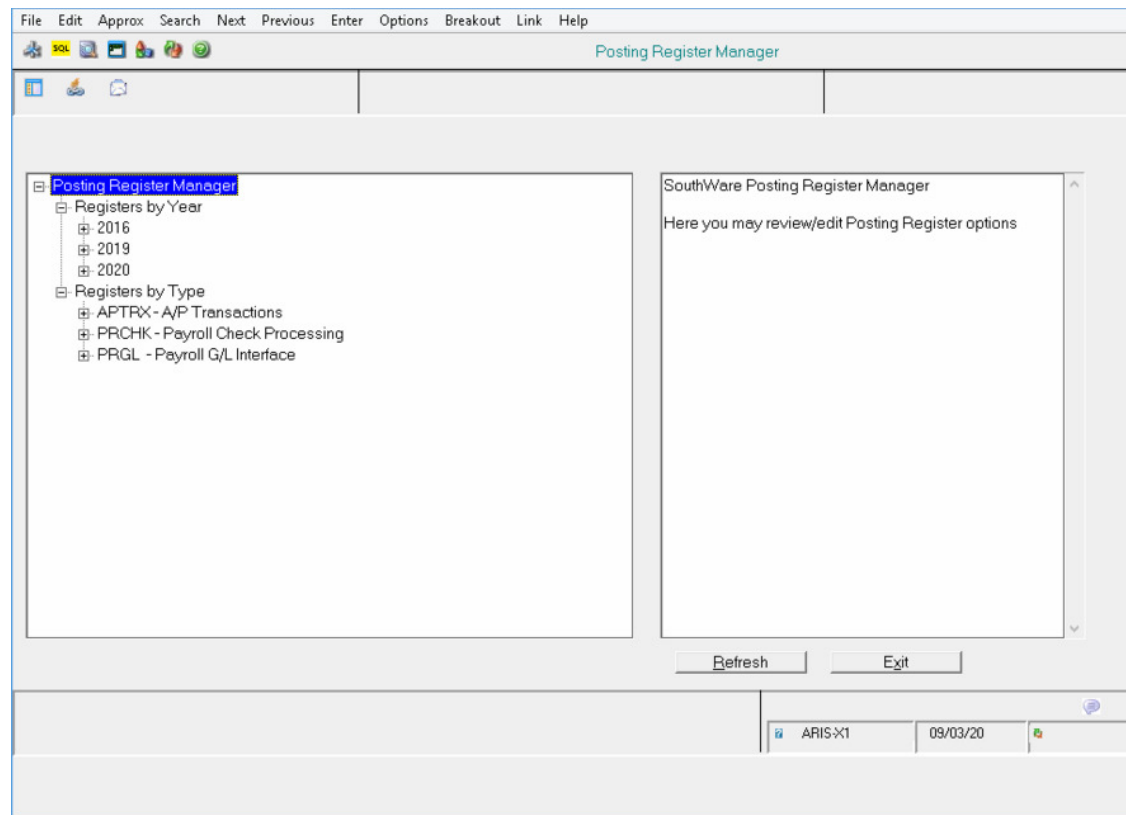 File Edit Approx Search Next Previous Enter Options Breakout Link Help
SQL
Posting Register Manager
Posting Register Manager
Registers by Year
2016
2019
2020
Registers by Type
APTRX - A/P Transactions
PRCHK - Payroll Check Processing
PRGL - Payroll G/L Interface
SouthWare Posting Register Manager
Here you may review/edit Posting Register options
Refresh Exit
ARIS-X1 09/03/20